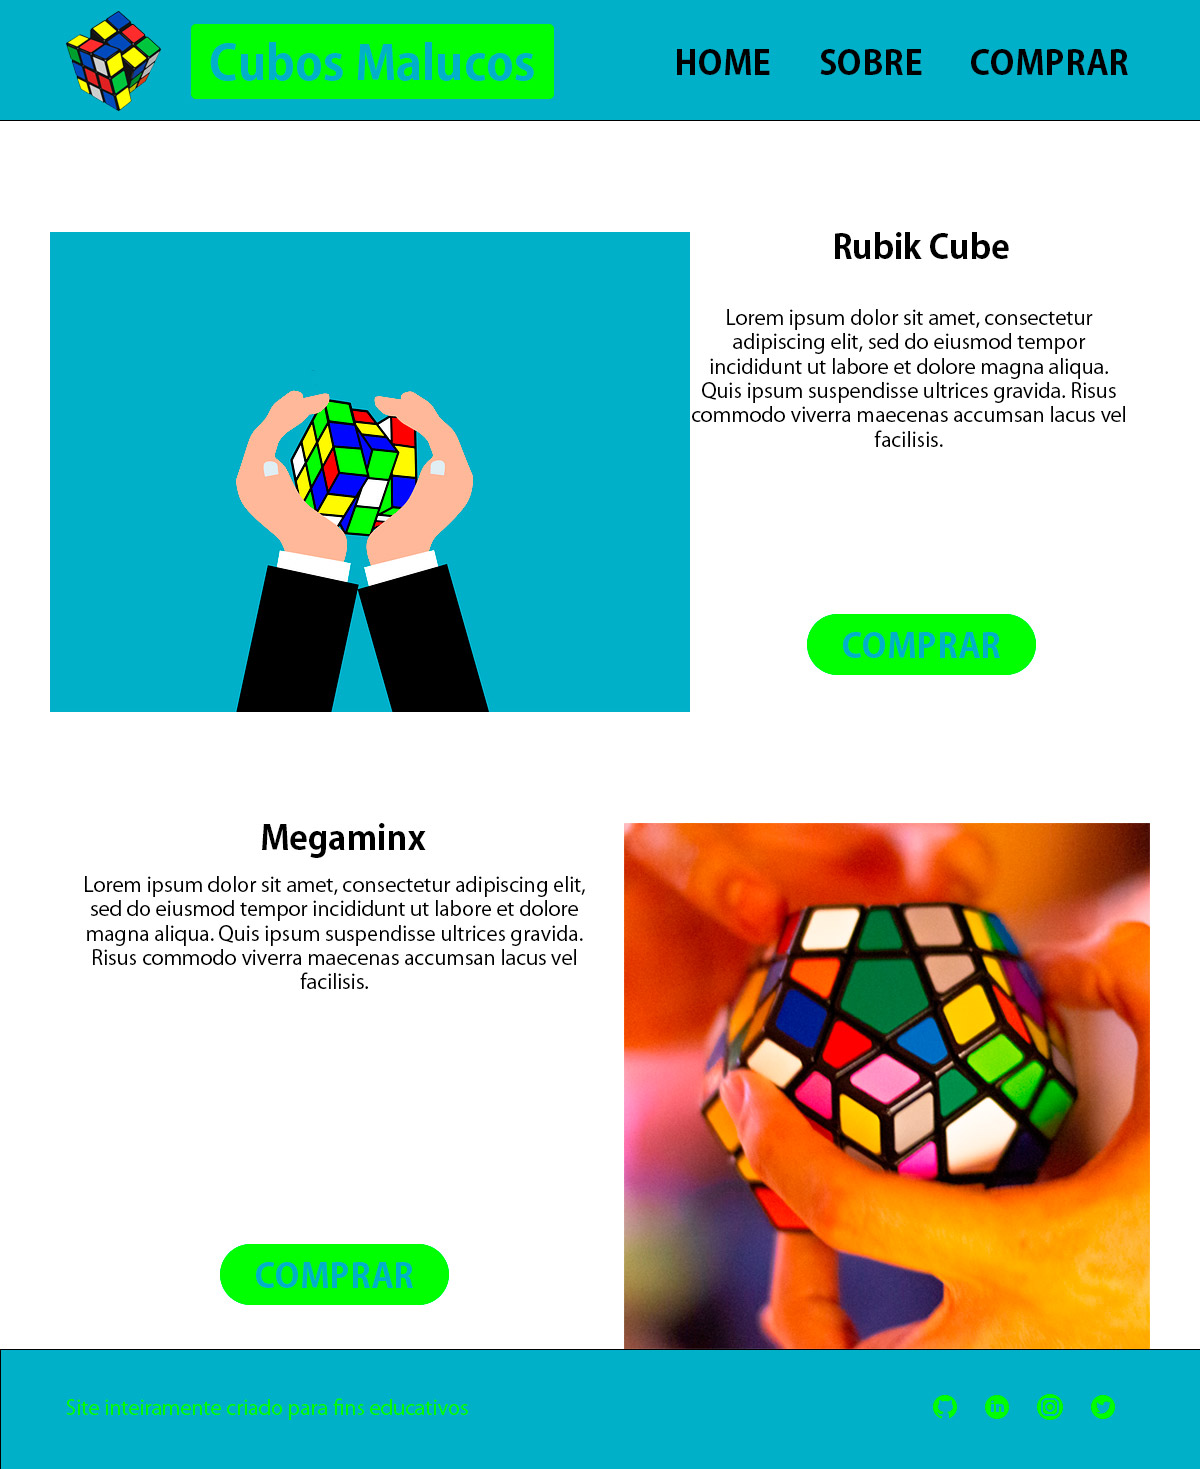 Cubos Malucos
HOME SOBRE COMPRAR
Rubik Cube
Lorem ipsum dolor sit amet, consectetur
adipiscing elit, sed do eiusmod tempor
incididunt ut labore et dolore magna aliqua.
Quis ipsum suspendisse ultrices gravida. Risus
commodo viverra maecenas accumsan lacus vel
facilisis.
COMPRAR
Megaminx
Lorem ipsum dolor sit amet, consectetur adipiscing elit,
sed do eiusmod tempor incididunt ut labore et dolore
magna aliqua. Quis ipsum suspendisse ultrices gravida.
Risus commodo viverra maecenas accumsan lacus vel
facilisis.
COMPRAR
Site inteiramente criado para fins educativos